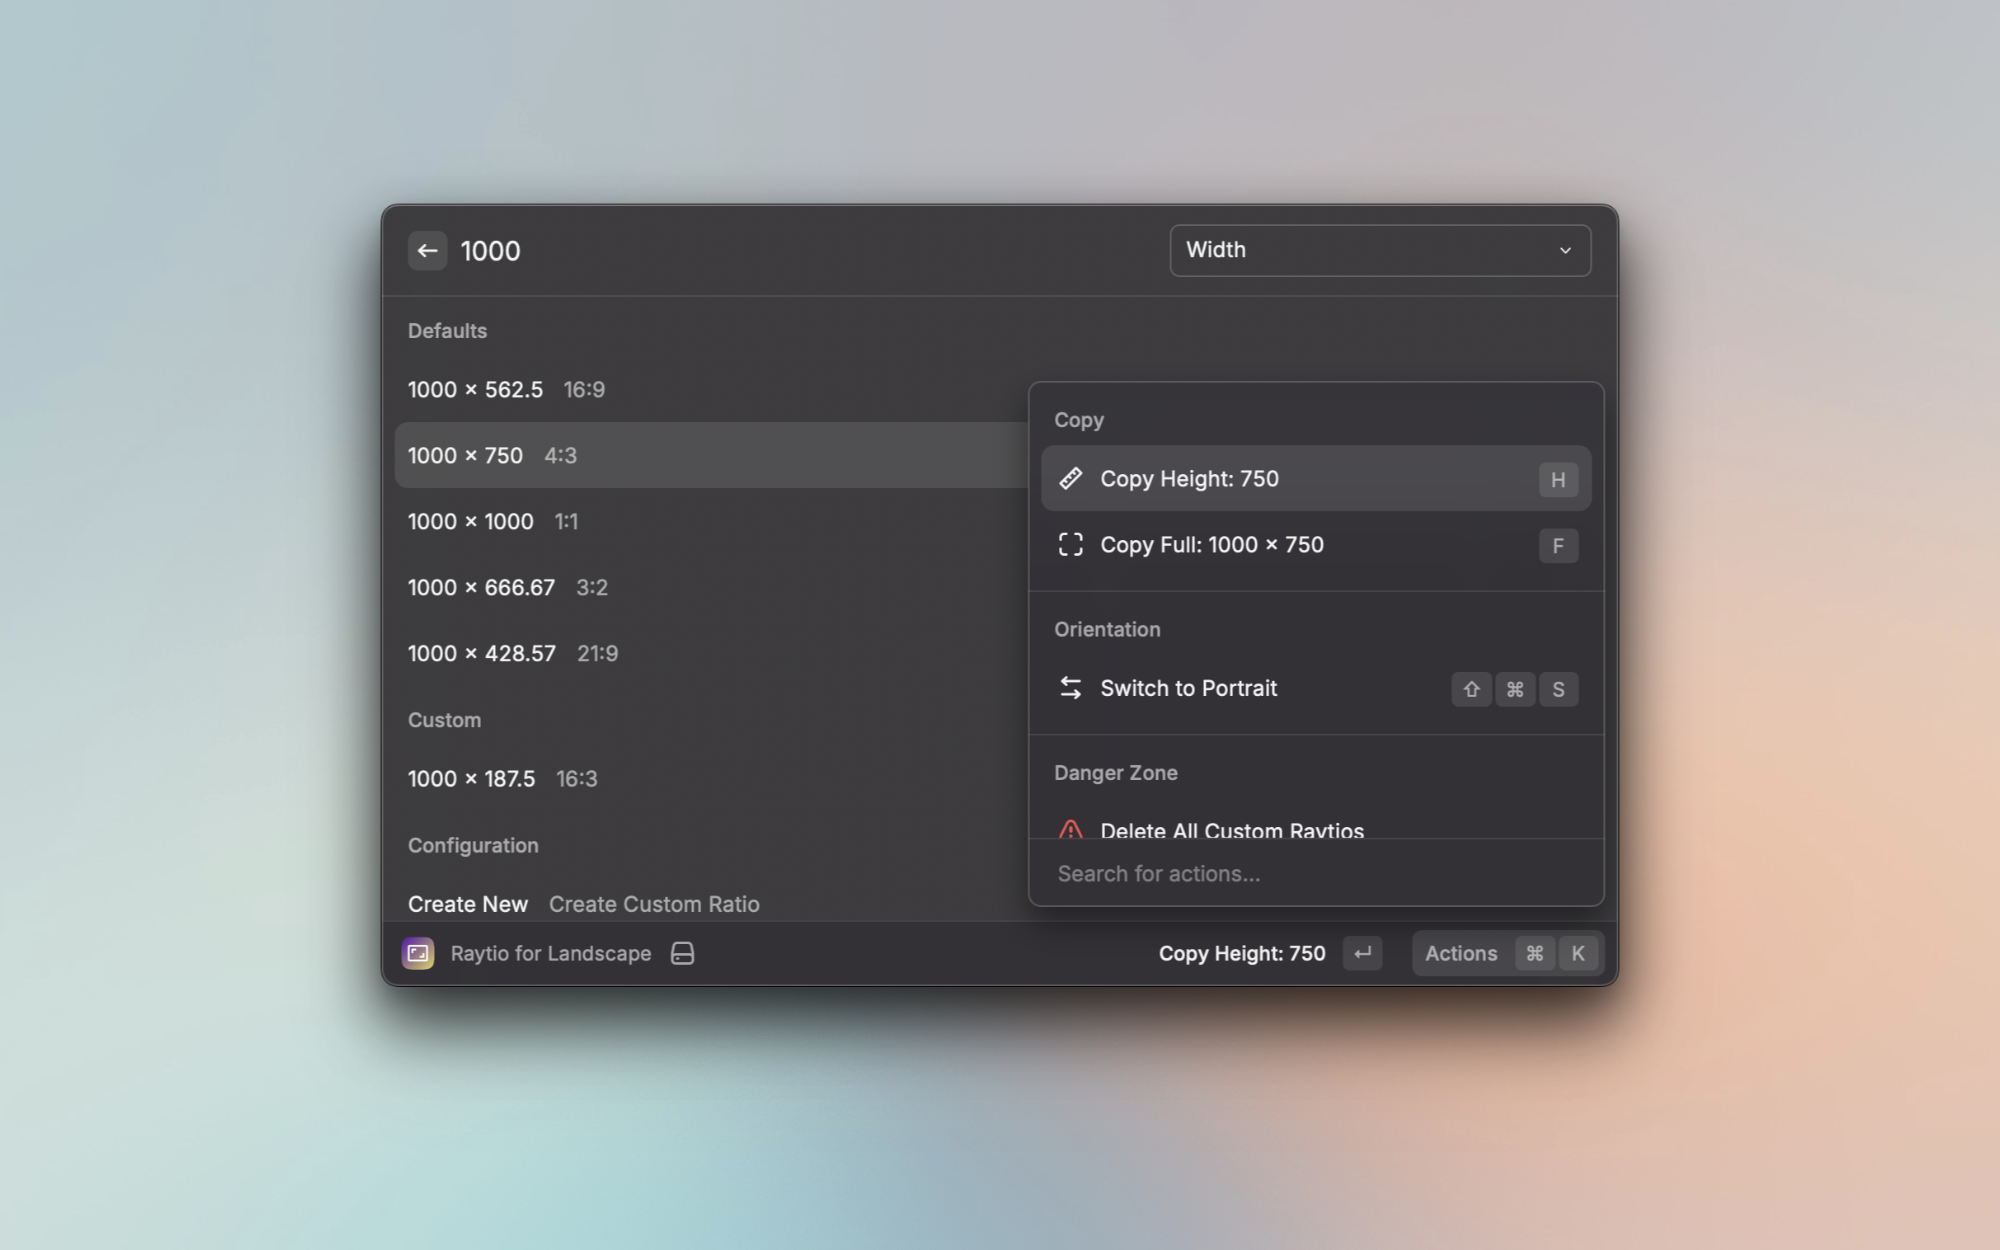 1000
Width
Defaults
1000 × 562.5 16:9
1000 × 750 4:3
1000 × 1000 1:1
1000 × 666.67 3:2
1000 × 428.57 21:9
Custom
1000 × 187.5 16:3
Configuration
Create New Create Custom Ratio
Copy
Copy Height: 750 H
Copy Full: 1000 × 750 F
Orientation
Switch to Portrait ⇧ ⌘ S
Danger Zone
Delete All Custom Raytios
Search for actions...
Raytio for Landscape
Copy Height: 750 ↵
Actions ⌘ K